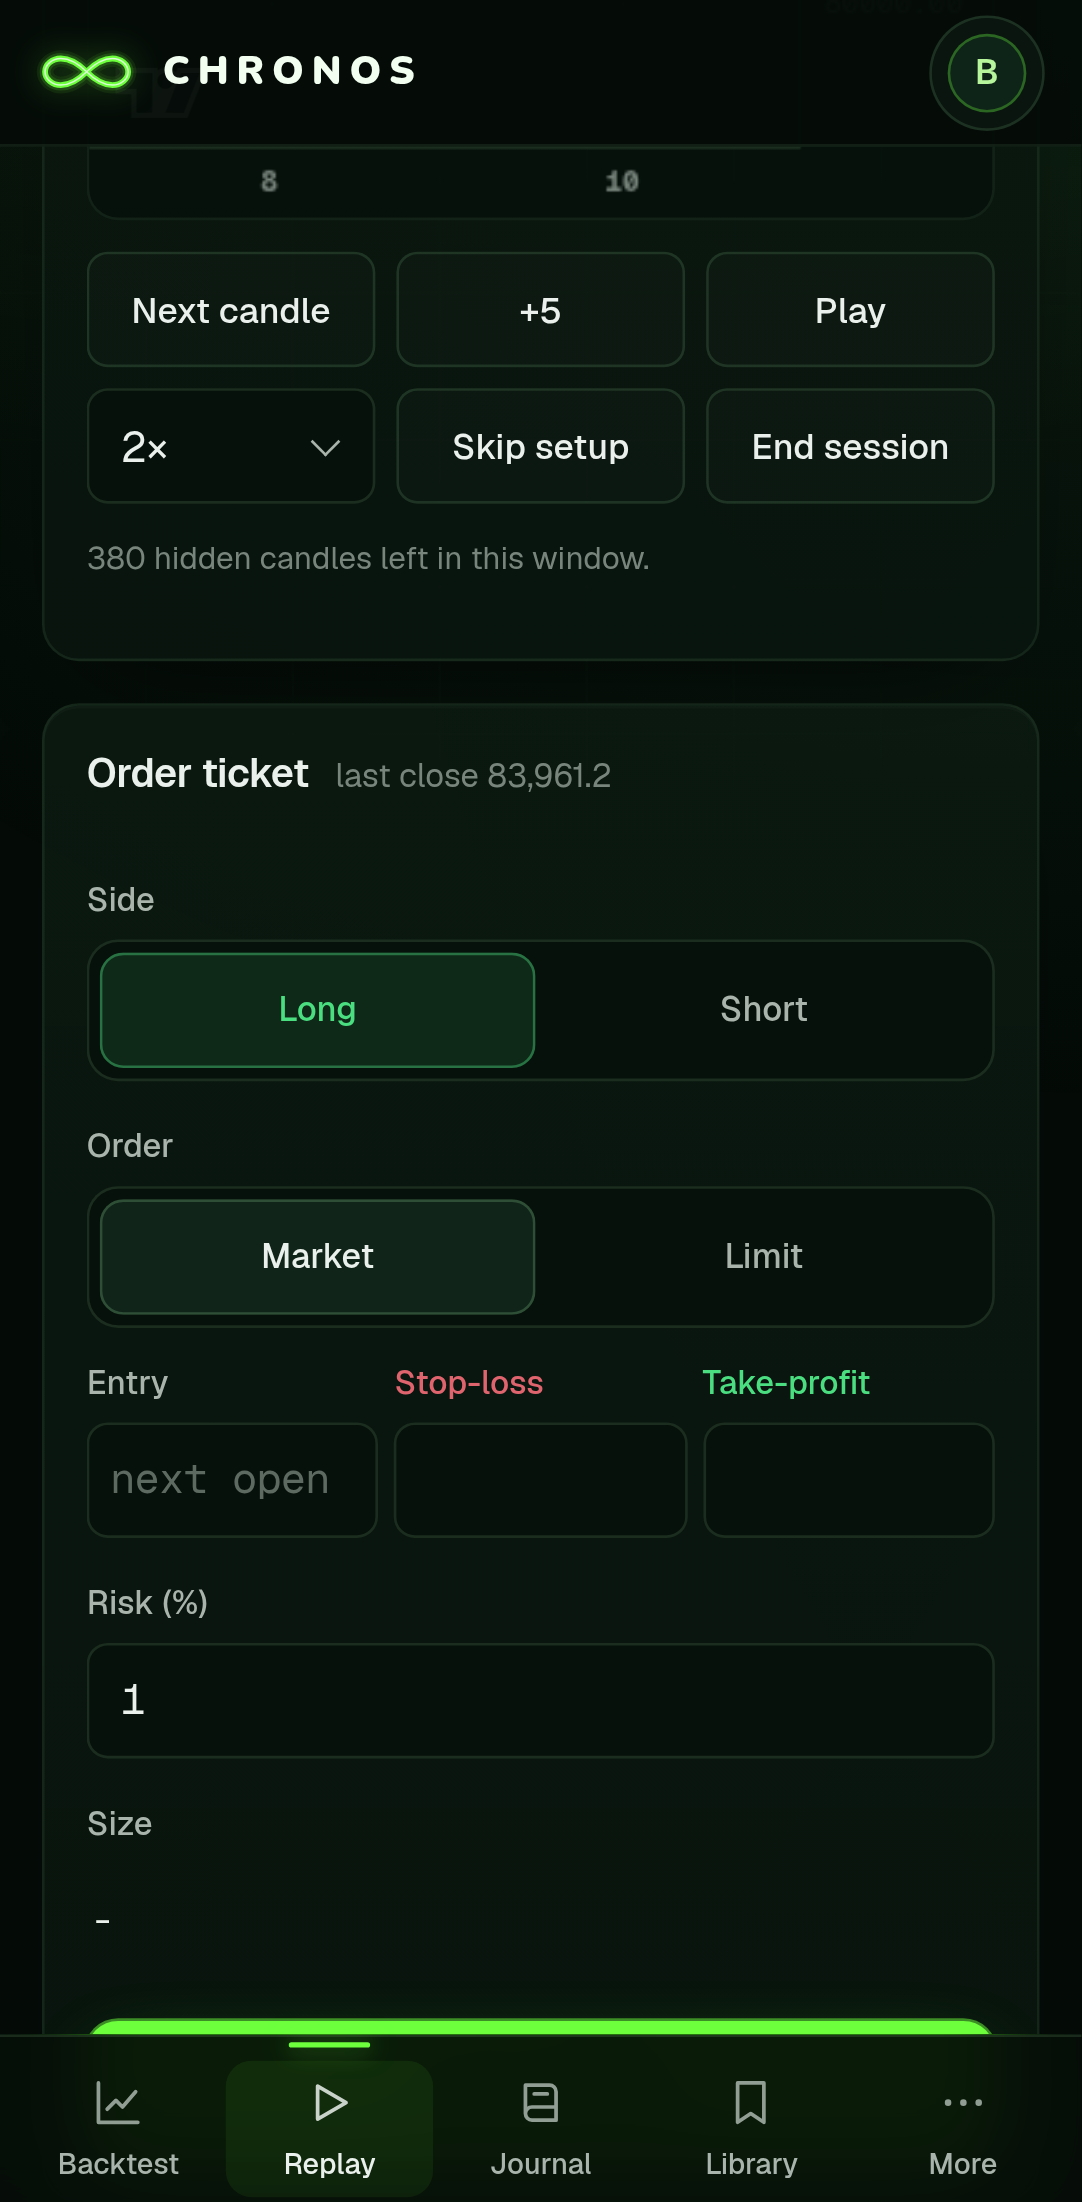 CHRONOS
B
17
8 10
Next candle +5 Play
2× Skip setup End session
380 hidden candles left in this window.
Order ticket last close 83,961.2
Side
Long Short
Order
Market Limit
Entry Stop-loss Take-profit
next open
Risk (%)
1
Size
-
Backtest Replay Journal Library More